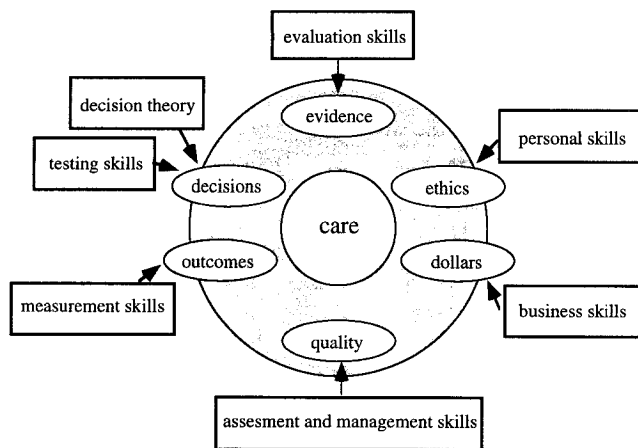 evaluation skills
decision theory
evidence
personal skills
testing skills
decisions
ethics
care
outcomes
dollars
measurement skills
business skills
quality
assesment and management skills